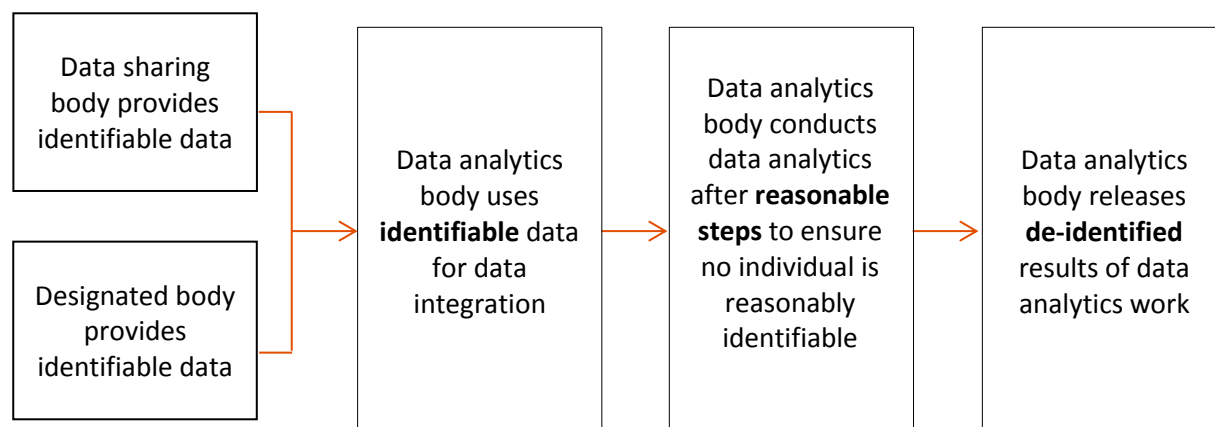 Data sharing
body provides
identifiable data
Designated body
provides
identifiable data
Data analytics
body uses
identifiable data
for data
integration
Data analytics
body conducts
data analytics
after reasonable
steps to ensure
no individual is
reasonably
identifiable
Data analytics
body releases
de-identified
results of data
analytics work